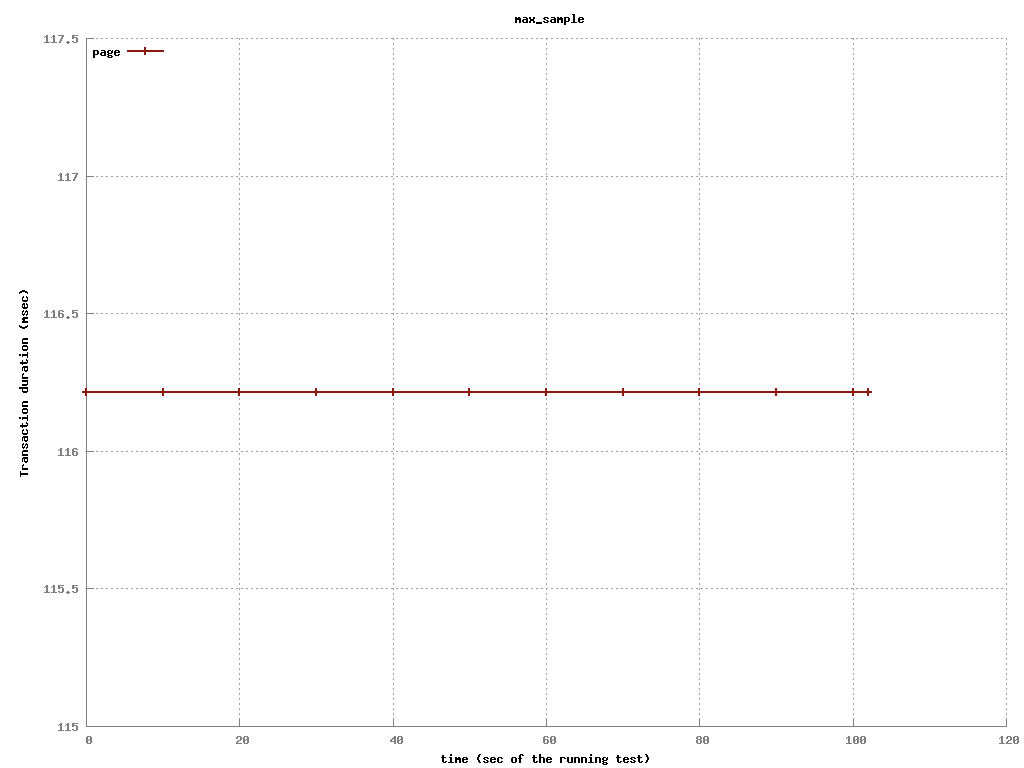 max_sample
117.5
page
117
116.5
Transaction duration (msec)
116
115.5
115
0 20 40 60 80 100 120
time (sec of the running test)